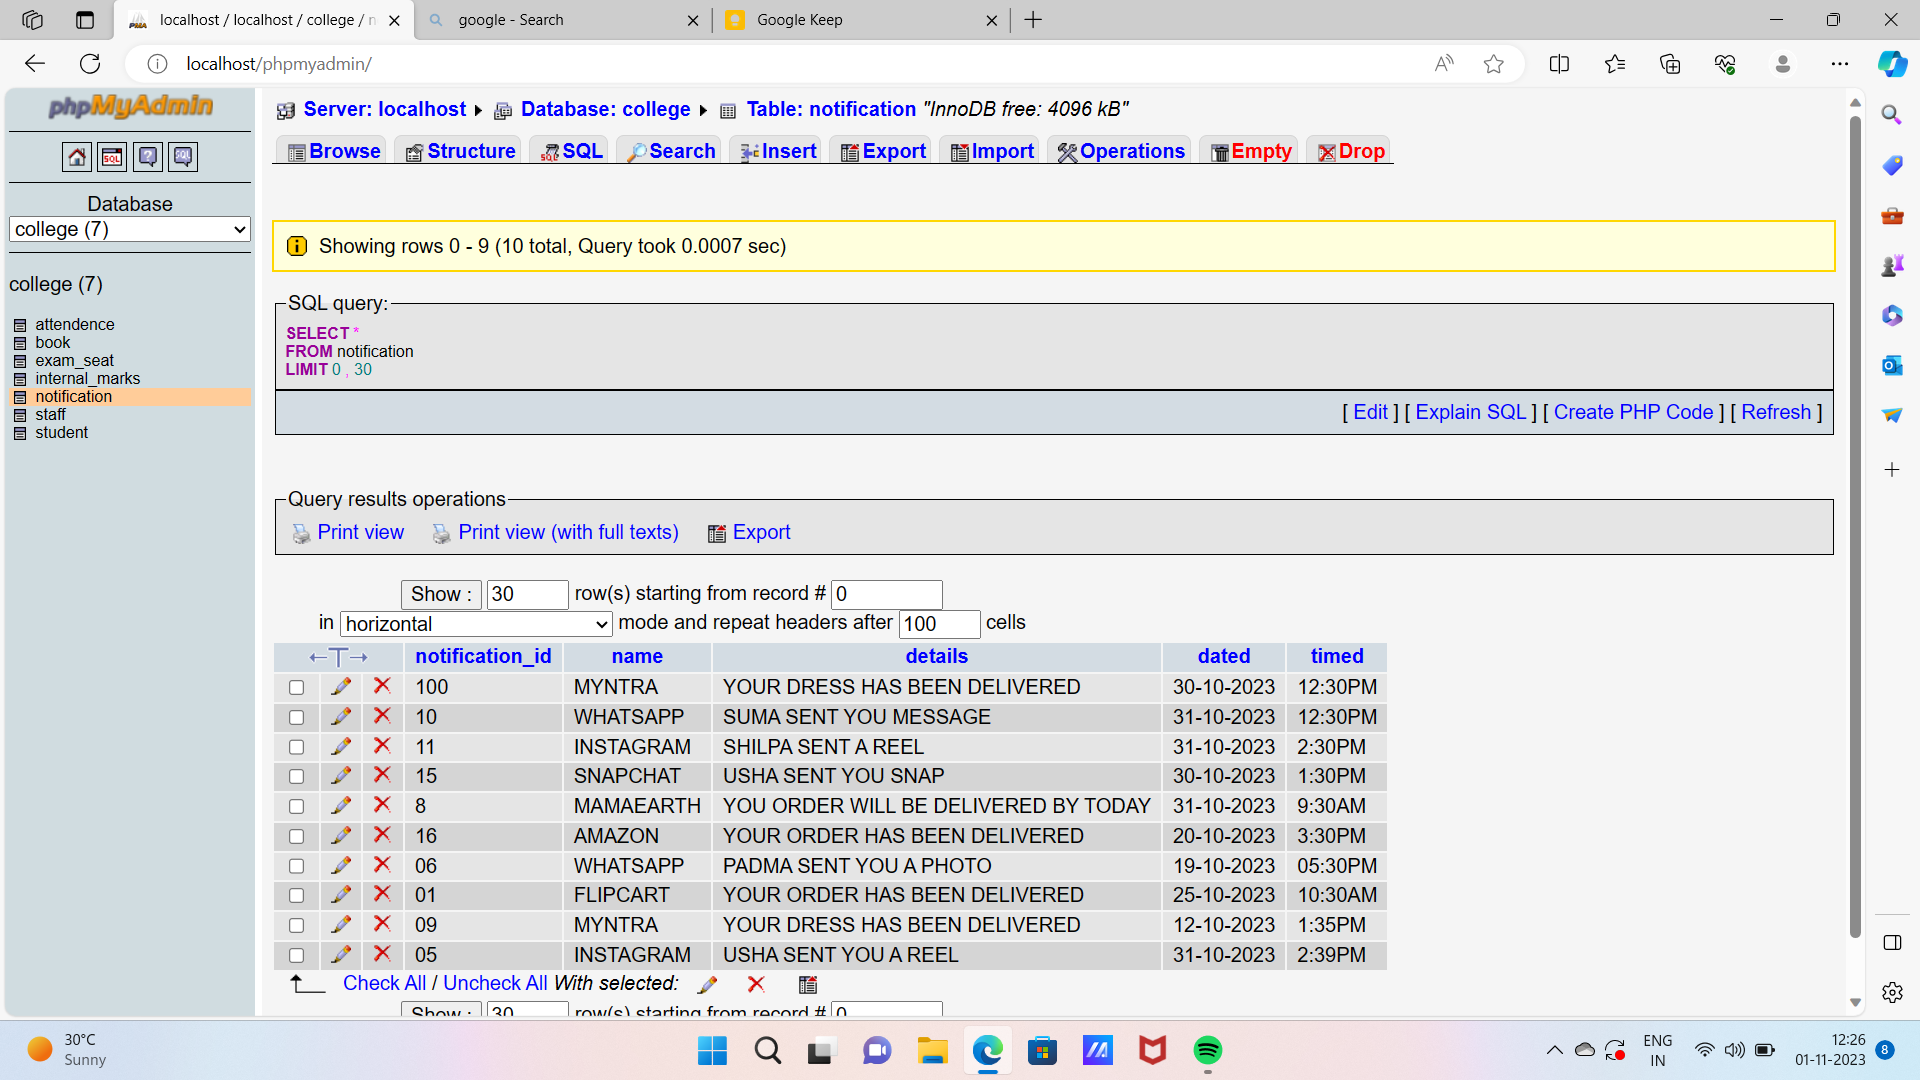 localhost / localhost / college / n
google - Search
Google Keep
localhost/phpmyadmin/
phpMyAdmin
Server: localhost ▸ Database: college ▸ Table: notification "InnoDB free: 4096 kB"
Browse Structure SQL Search Insert Export Import Operations Empty Drop
SQL
SQL
Database
college (7)
college (7)
attendence
book
exam_seat
internal_marks
notification
staff
student
Showing rows 0 - 9 (10 total, Query took 0.0007 sec)
SQL query:
SELECT *
FROM notification
LIMIT 0 , 30
[ Edit ] [ Explain SQL ] [ Create PHP Code ] [ Refresh ]
Query results operations
Print view Print view (with full texts) Export
Show : 30 row(s) starting from record # 0
in horizontal mode and repeat headers after 100 cells
←T→ notification_id name details dated timed
100 MYNTRA YOUR DRESS HAS BEEN DELIVERED 30-10-2023 12:30PM
10 WHATSAPP SUMA SENT YOU MESSAGE 31-10-2023 12:30PM
11 INSTAGRAM SHILPA SENT A REEL 31-10-2023 2:30PM
15 SNAPCHAT USHA SENT YOU SNAP 30-10-2023 1:30PM
8 MAMAEARTH YOU ORDER WILL BE DELIVERED BY TODAY 31-10-2023 9:30AM
16 AMAZON YOUR ORDER HAS BEEN DELIVERED 20-10-2023 3:30PM
06 WHATSAPP PADMA SENT YOU A PHOTO 19-10-2023 05:30PM
01 FLIPCART YOUR ORDER HAS BEEN DELIVERED 25-10-2023 10:30AM
09 MYNTRA YOUR DRESS HAS BEEN DELIVERED 12-10-2023 1:35PM
05 INSTAGRAM USHA SENT YOU A REEL 31-10-2023 2:39PM
Check All / Uncheck All With selected:
Show : 30 row(s) starting from record # 0
30°C
Sunny
ENG
IN
12:26
01-11-2023
8